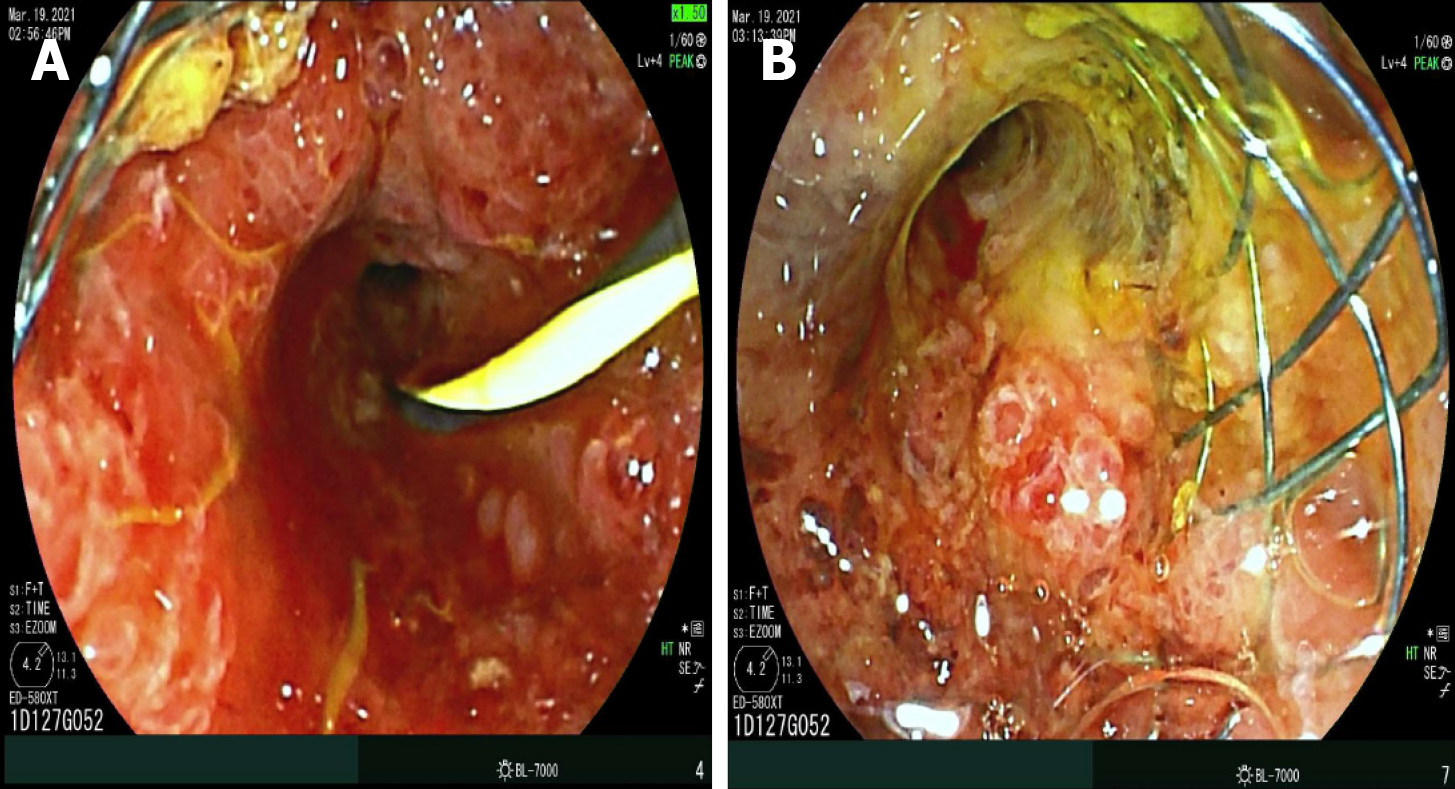 Mar.19.2021
02:56:46PM
A
x1.50
1/60
Lv+4 PEAK
S1:F+T
S2:TIME
S3:EZOOM
4.2
13.1
11.3
HT NR
SE
ED-580XT
1D127G052
BL-7000
4
Mar.19.2021
03:13:39PM
B
1/60
Lv+4 PEAK
S1:F+T
S2:TIME
S3:EZOOM
4.2
13.1
11.3
HT NR
SE
ED-580XT
1D127G052
BL-7000
7